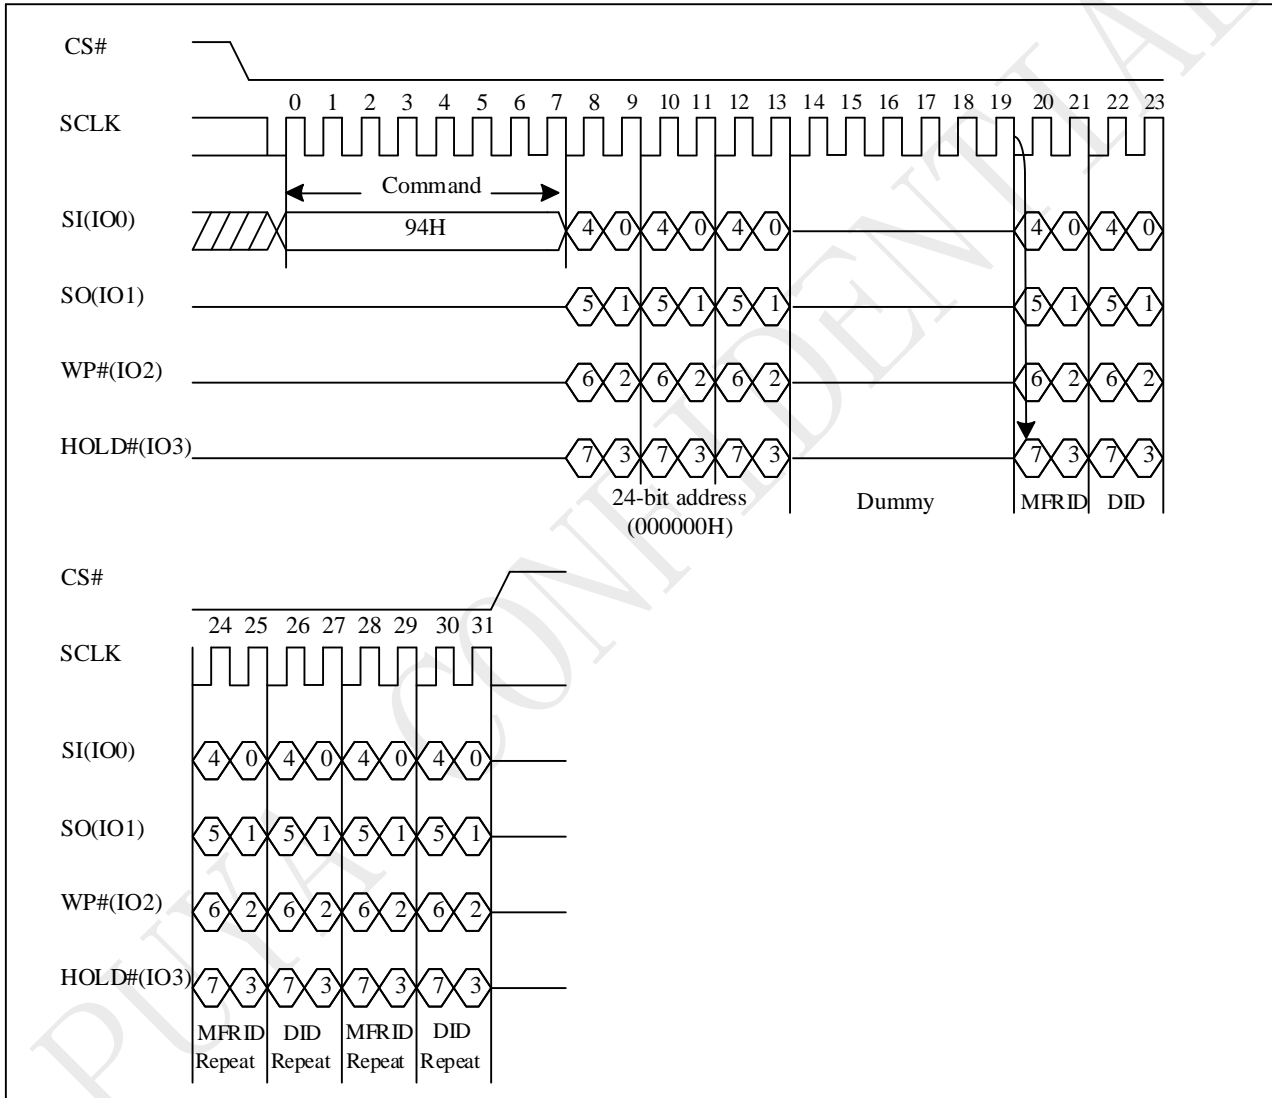 CS#
0 1 2 3 4 5 6 7 8 9 10 11 12 13 14 15 16 17 18 19 20 21 22 23
SCLK
Command
SI(IO0) 94H 4 0 4 0 4 0 4 0 4 0
SO(IO1) 5 1 5 1 5 1 5 1 5 1
WP#(IO2) 6 2 6 2 6 2 6 2 6 2
HOLD#(IO3) 7 3 7 3 7 3 7 3 7 3
24-bit address Dummy MFRID DID
(000000H)
CS#
24 25 26 27 28 29 30 31
SCLK
SI(IO0) 4 0 4 0 4 0 4 0
SO(IO1) 5 1 5 1 5 1 5 1
WP#(IO2) 6 2 6 2 6 2 6 2
HOLD#(IO3) 7 3 7 3 7 3 7 3
MFRID DID MFRID DID
Repeat Repeat Repeat Repeat
PUYA CONFIDENTIAL